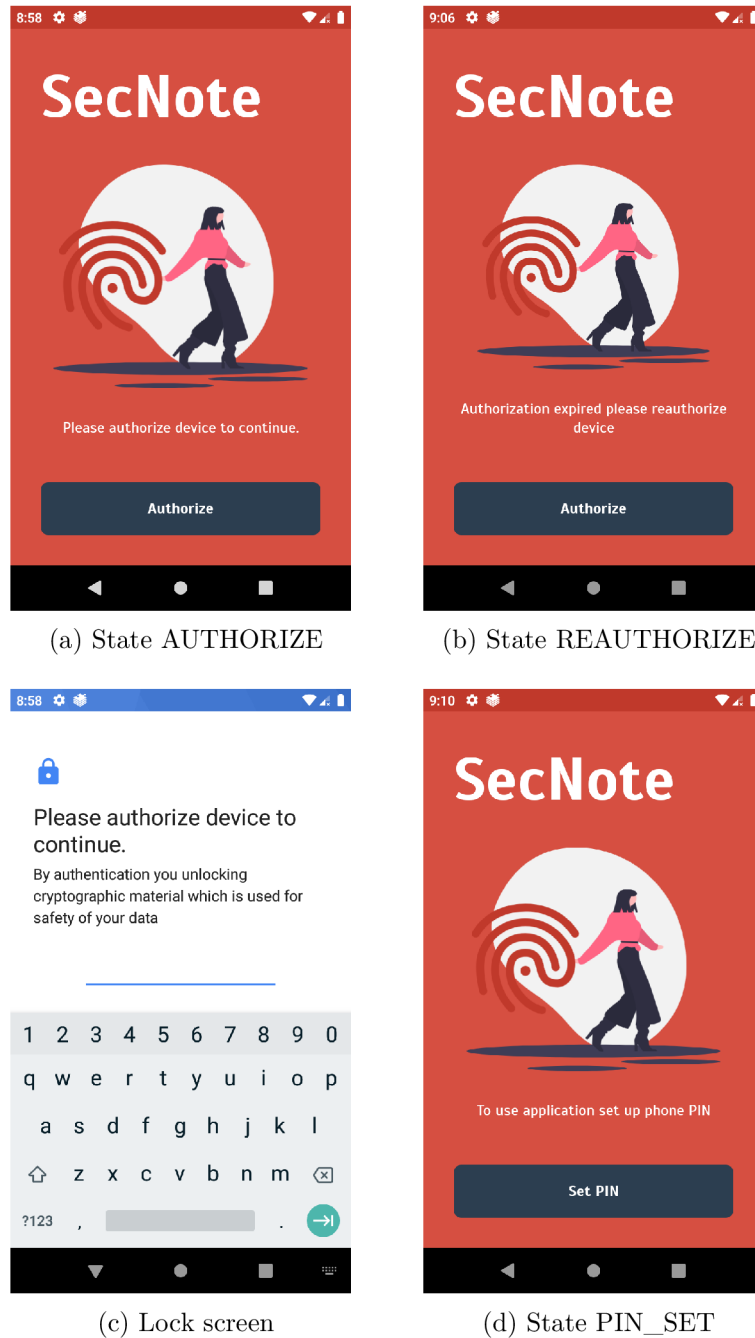 8:58
SecNote
Please authorize device to continue.
Authorize
(a) State AUTHORIZE
9:06
SecNote
Authorization expired please reauthorize
device
Authorize
(b) State REAUTHORIZE
8:58
Please authorize device to
continue.
By authentication you unlocking
cryptographic material which is used for
safety of your data
1 2 3 4 5 6 7 8 9 0
q w e r t y u i o p
a s d f g h j k l
z x c v b n m
?123 , .
(c) Lock screen
9:10
SecNote
To use application set up phone PIN
Set PIN
(d) State PIN_SET